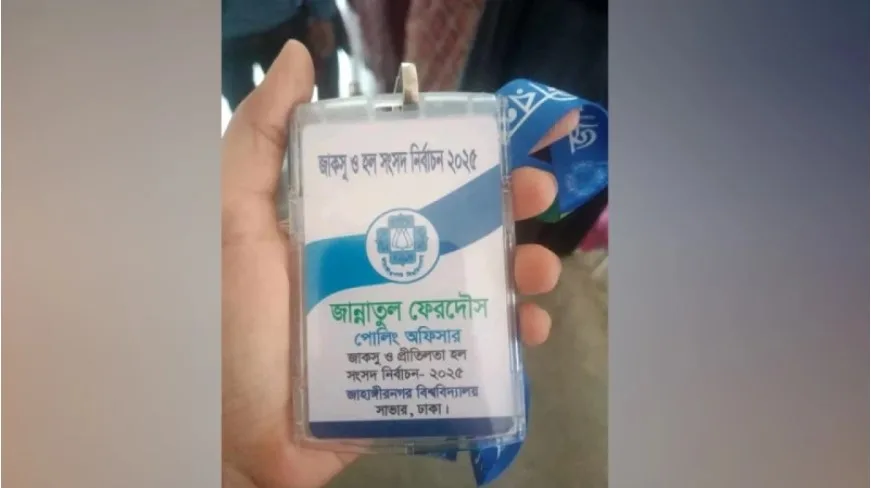 জাকসু ও হল সংসদ নির্বাচন ২০২৫
জান্নাতুল ফেরদৌস
পোলিং অফিসার
জাকসু ও প্রীতিলতা হল
সংসদ নির্বাচন- ২০২৫
জাহাঙ্গীরনগর বিশ্ববিদ্যালয়
সাভার, ঢাকা।